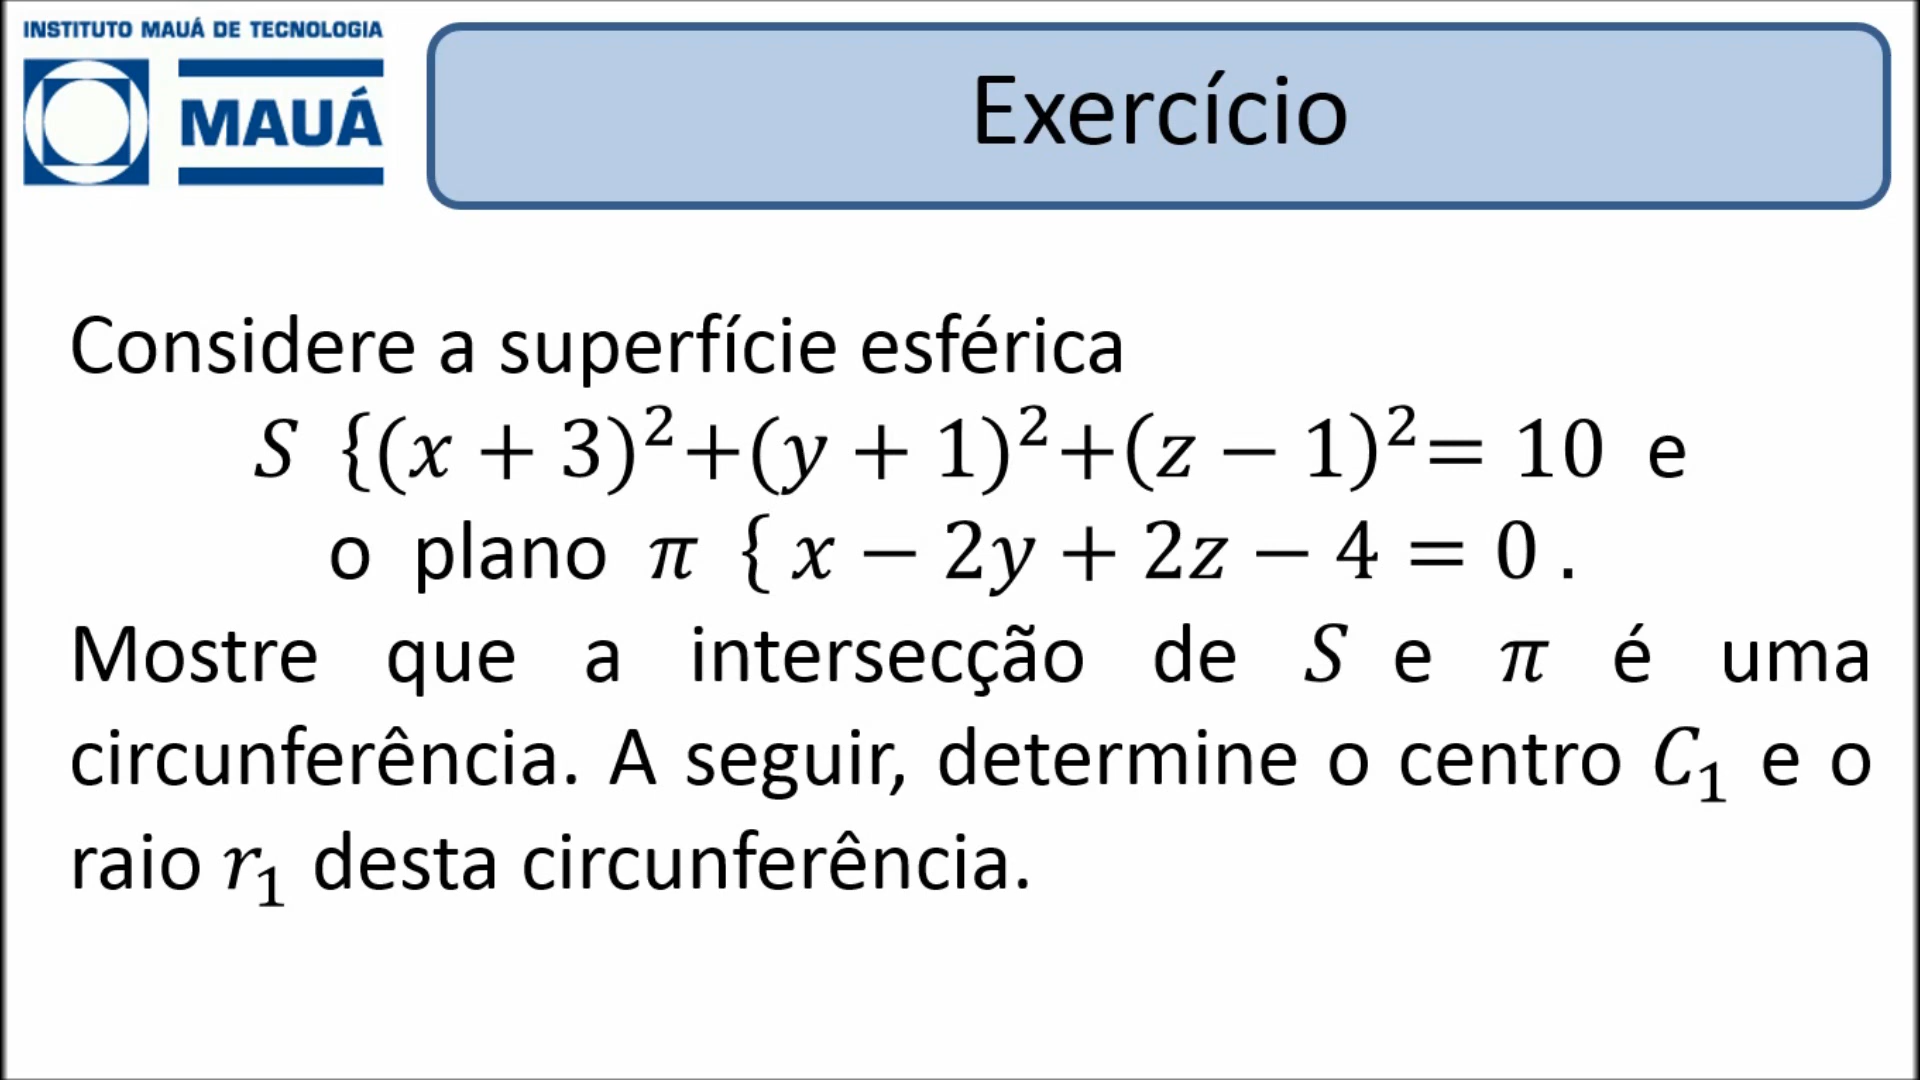 INSTITUTO MAUÁ DE TECNOLOGIA
MAUÁ
Exercício
Considere a superfície esférica
S {(x + 3)²+(y + 1)²+(z − 1)²= 10 e
o plano π { x − 2y + 2z − 4 = 0 .
Mostre que a intersecção de S e π é uma
circunferência. A seguir, determine o centro C₁ e o
raio r₁ desta circunferência.